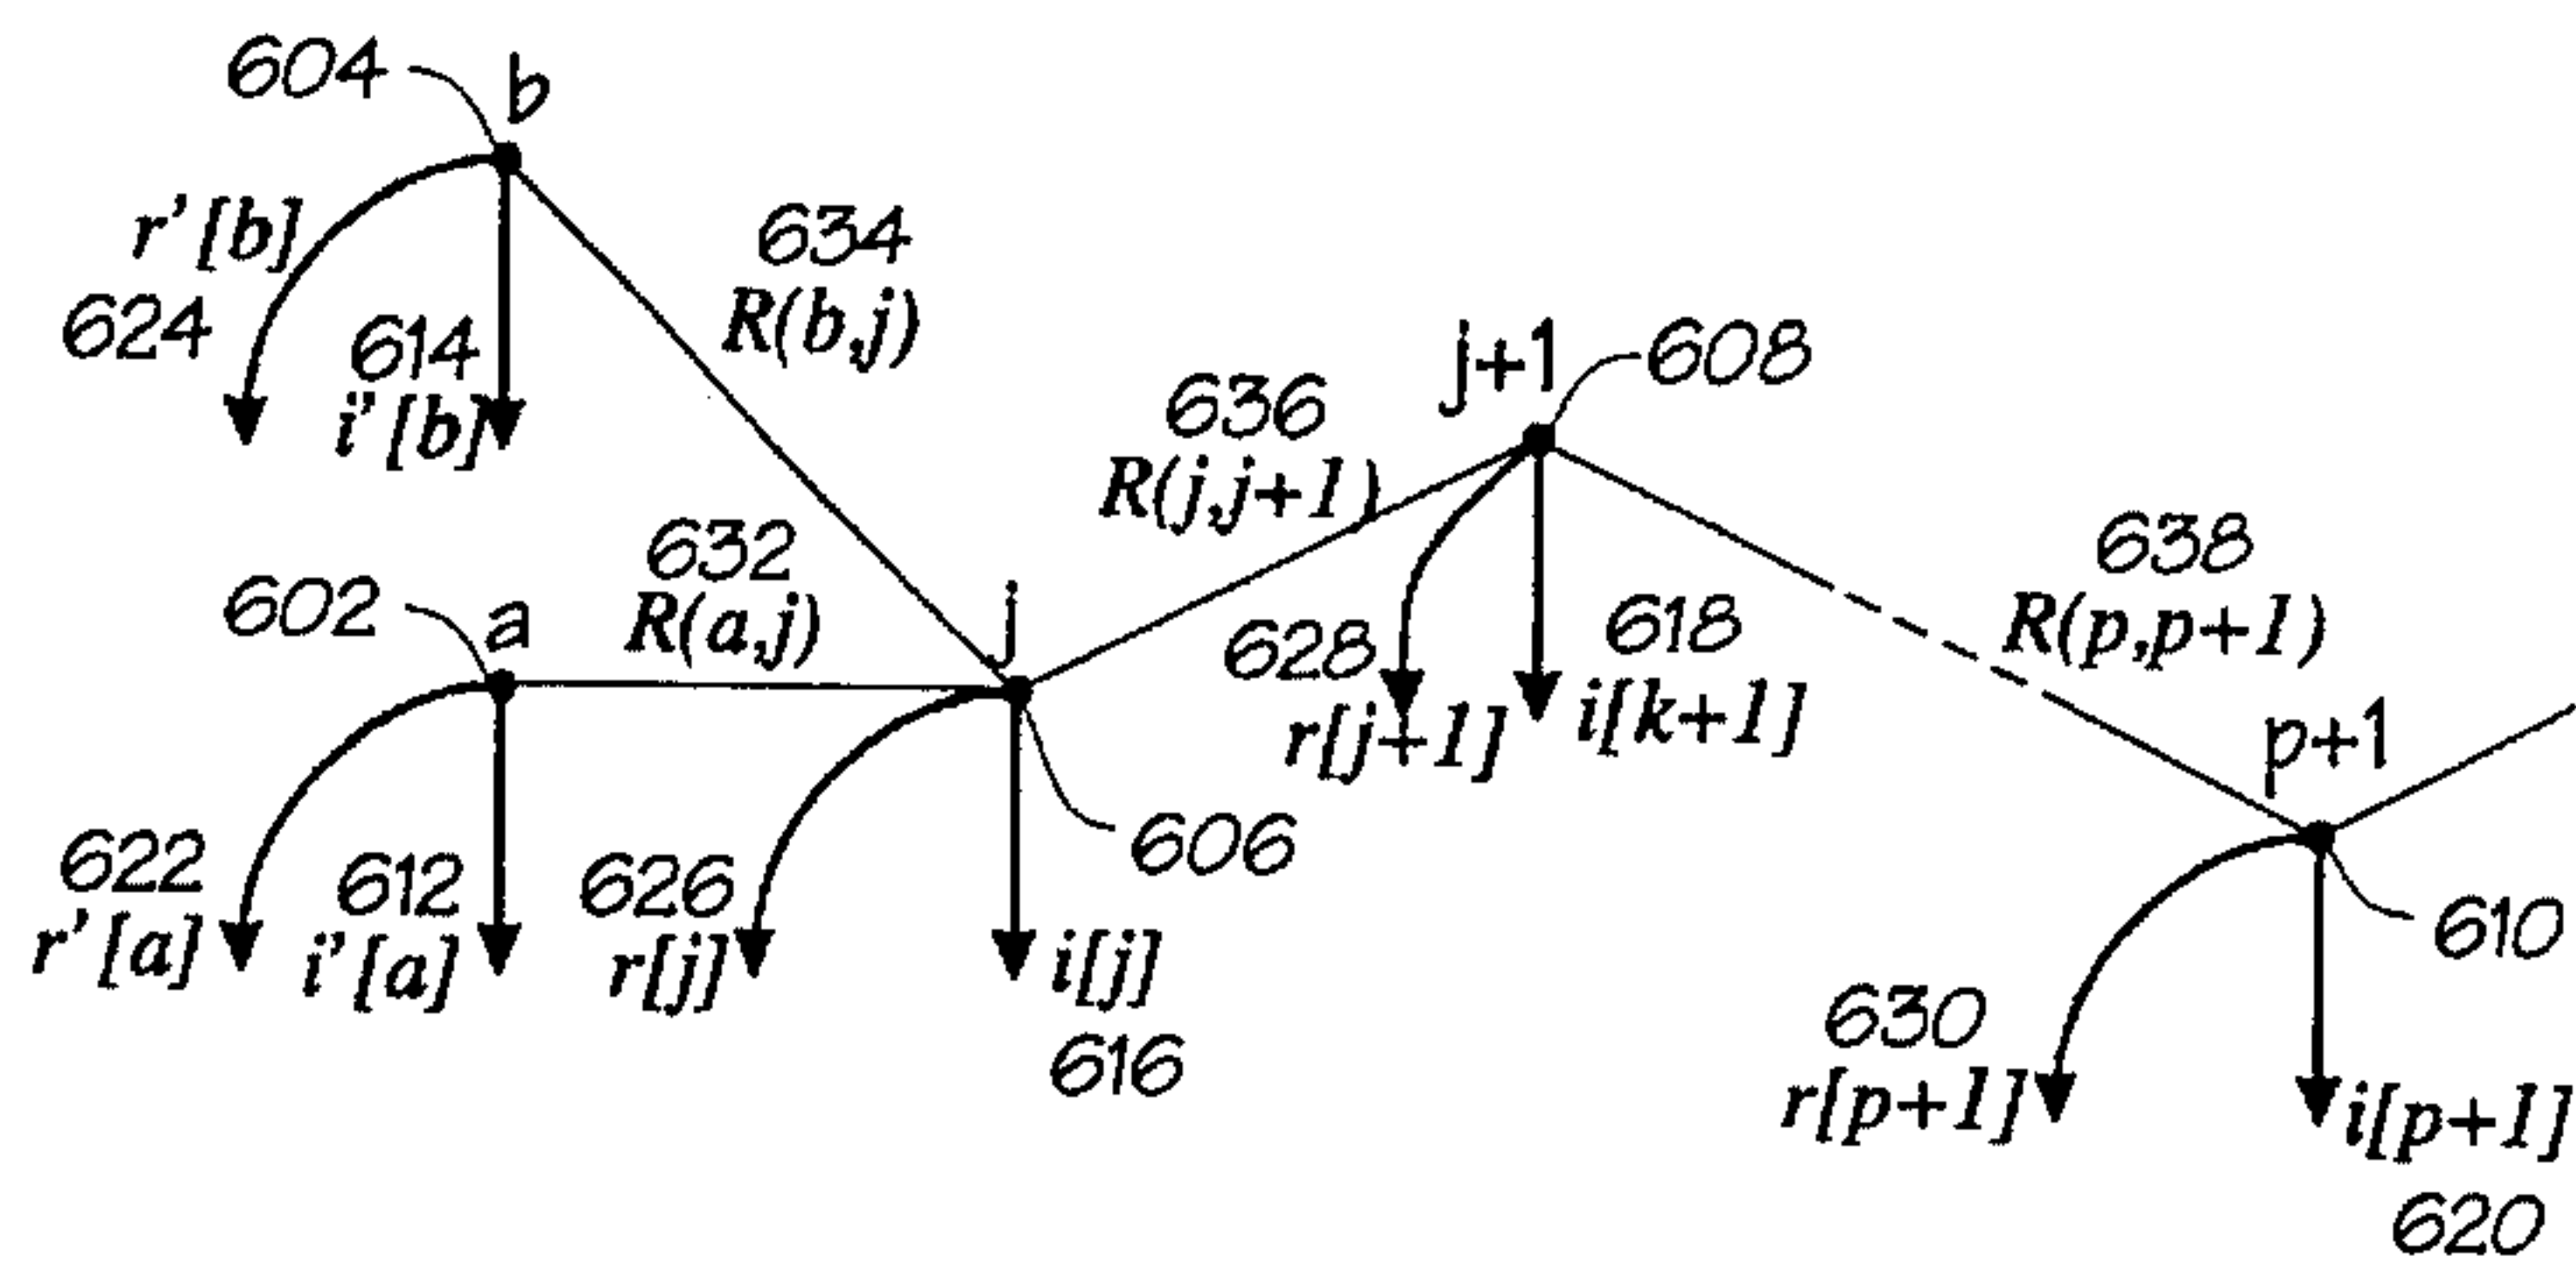 604
b
r'[b]
624
614
i'[b]
634
R(b,j)
636
R(j,j+1)
j+1
608
602
a
632
R(a,j)
j
628
r[j+1]
618
i[k+1]
638
R(p,p+1)
p+1
622
r'[a]
612
i'[a]
626
r[j]
i[j]
616
606
630
r[p+1]
i[p+1]
620
610